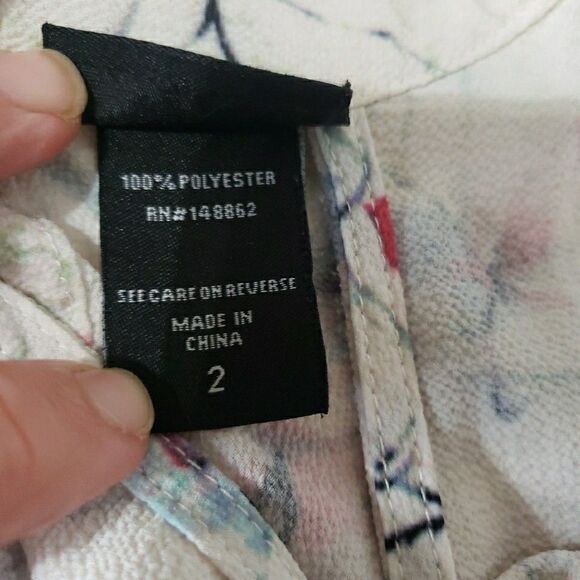 100% POLYESTER
RN#148862
SEE CARE ON REVERSE
MADE IN
CHINA
2